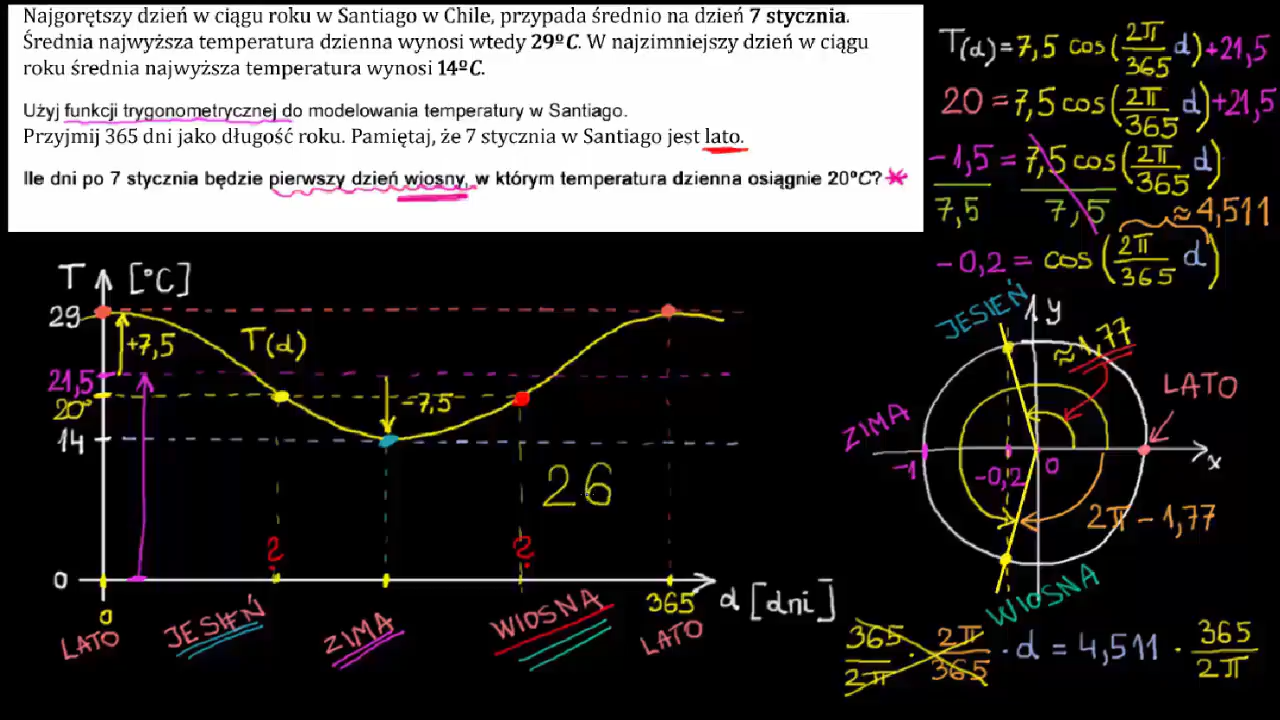 Najgorętszy dzień w ciągu roku w Santiago w Chile, przypada średnio na dzień 7 stycznia.
Średnia najwyższa temperatura dzienna wynosi wtedy 29ºC. W najzimniejszy dzień w ciągu
roku średnia najwyższa temperatura wynosi 14ºC.
Użyj funkcji trygonometrycznej do modelowania temperatury w Santiago.
Przyjmij 365 dni jako długość roku. Pamiętaj, że 7 stycznia w Santiago jest lato.
Ile dni po 7 stycznia będzie pierwszy dzień wiosny, w którym temperatura dzienna osiągnie 20°C?
T(d)=7,5 cos(2π/365 d)+21,5
20=7,5cos(2π/365 d)+21,5
-1,5/7,5 = 7,5cos(2π/365 d)/7,5
≈4,511
-0,2 = cos(2π/365 d)
T [°C]
29
+7,5
T(d)
21,5
20°
-7,5
14
26
?
?
0
0
365
d [dni]
LATO
JESIEŃ
ZIMA
WIOSNA
LATO
JESIEŃ
y
≈1,77
LATO
ZIMA
-1
-0,2
0
x
2π-1,77
WIOSNA
365/2π · 2π/365 · d = 4,511 · 365/2π